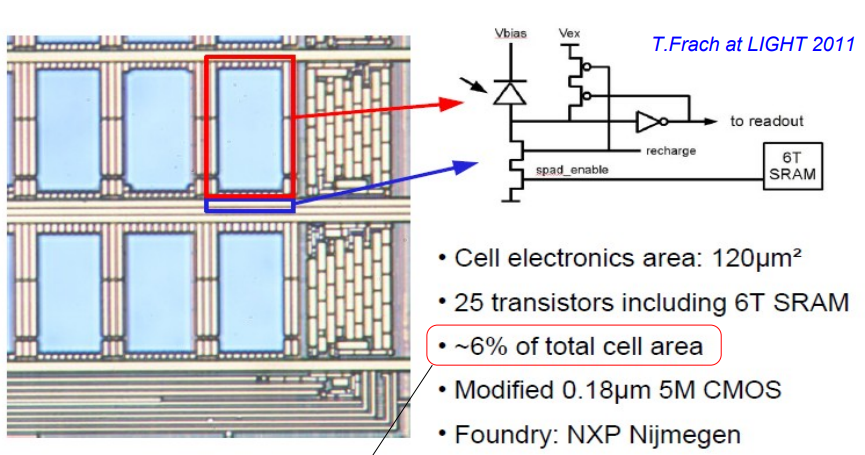 T.Frach at LIGHT 2011
Vbias
Vex
to readout
recharge
spad_enable
6T
SRAM
• Cell electronics area: 120µm²
• 25 transistors including 6T SRAM
• ~6% of total cell area
• Modified 0.18µm 5M CMOS
• Foundry: NXP Nijmegen